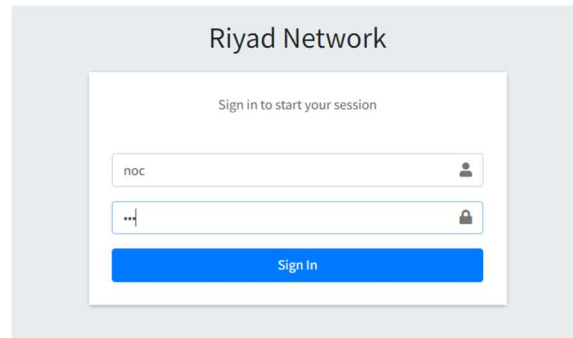 Riyad Network
Sign in to start your session
noc
•••
Sign In